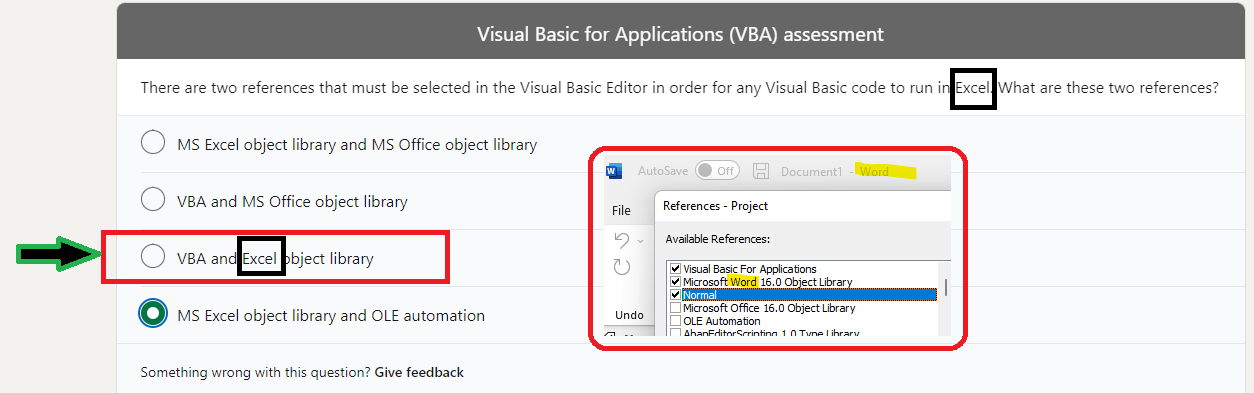 Visual Basic for Applications (VBA) assessment
There are two references that must be selected in the Visual Basic Editor in order for any Visual Basic code to run in Excel. What are these two references?
MS Excel object library and MS Office object library
VBA and MS Office object library
VBA and Excel object library
MS Excel object library and OLE automation
Something wrong with this question? Give feedback
W AutoSave Off Document1 - Word
File
Undo
References - Project
Available References:
Visual Basic For Applications
Microsoft Word 16.0 Object Library
Normal
Microsoft Office 16.0 Object Library
OLE Automation
AbapEditorScripting 1.0 Type Library